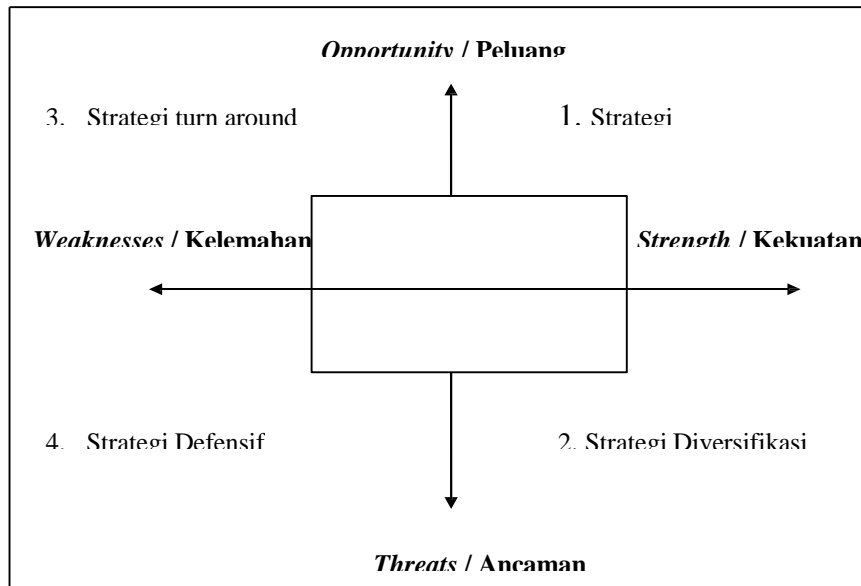 Opportunity / Peluang
3. Strategi turn around
1. Strategi
Weaknesses / Kelemahan
Strength / Kekuatan
4. Strategi Defensif
2. Strategi Diversifikasi
Threats / Ancaman